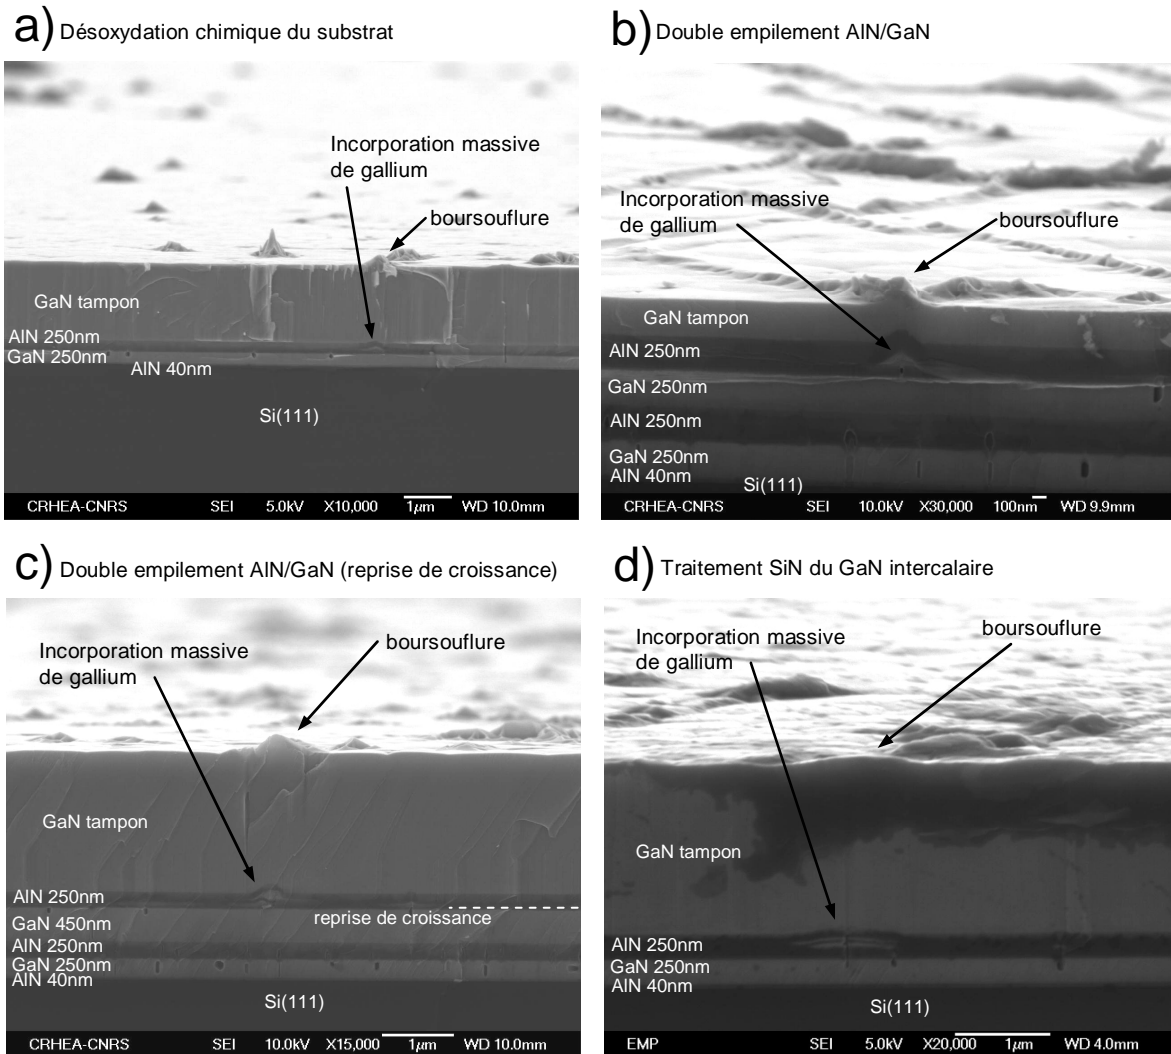 a) Désoxydation chimique du substrat
Incorporation massive
de gallium
boursouflure
GaN tampon
AlN 250nm
GaN 250nm
AlN 40nm
Si(111)
CRHEA-CNRS SEI 5.0kV X10,000 1µm WD 10.0mm
b) Double empilement AlN/GaN
Incorporation massive
de gallium
boursouflure
GaN tampon
AlN 250nm
GaN 250nm
AlN 250nm
GaN 250nm
AlN 40nm
Si(111)
CRHEA-CNRS SEI 10.0kV X30,000 100nm WD 9.9mm
c) Double empilement AlN/GaN (reprise de croissance)
Incorporation massive
de gallium
boursouflure
GaN tampon
AlN 250nm
GaN 450nm
reprise de croissance
AlN 250nm
GaN 250nm
AlN 40nm
Si(111)
CRHEA-CNRS SEI 10.0kV X15,000 1µm WD 10.0mm
d) Traitement SiN du GaN intercalaire
Incorporation massive
de gallium
boursouflure
GaN tampon
AlN 250nm
GaN 250nm
AlN 40nm
Si(111)
EMP SEI 5.0kV X20,000 1µm WD 4.0mm